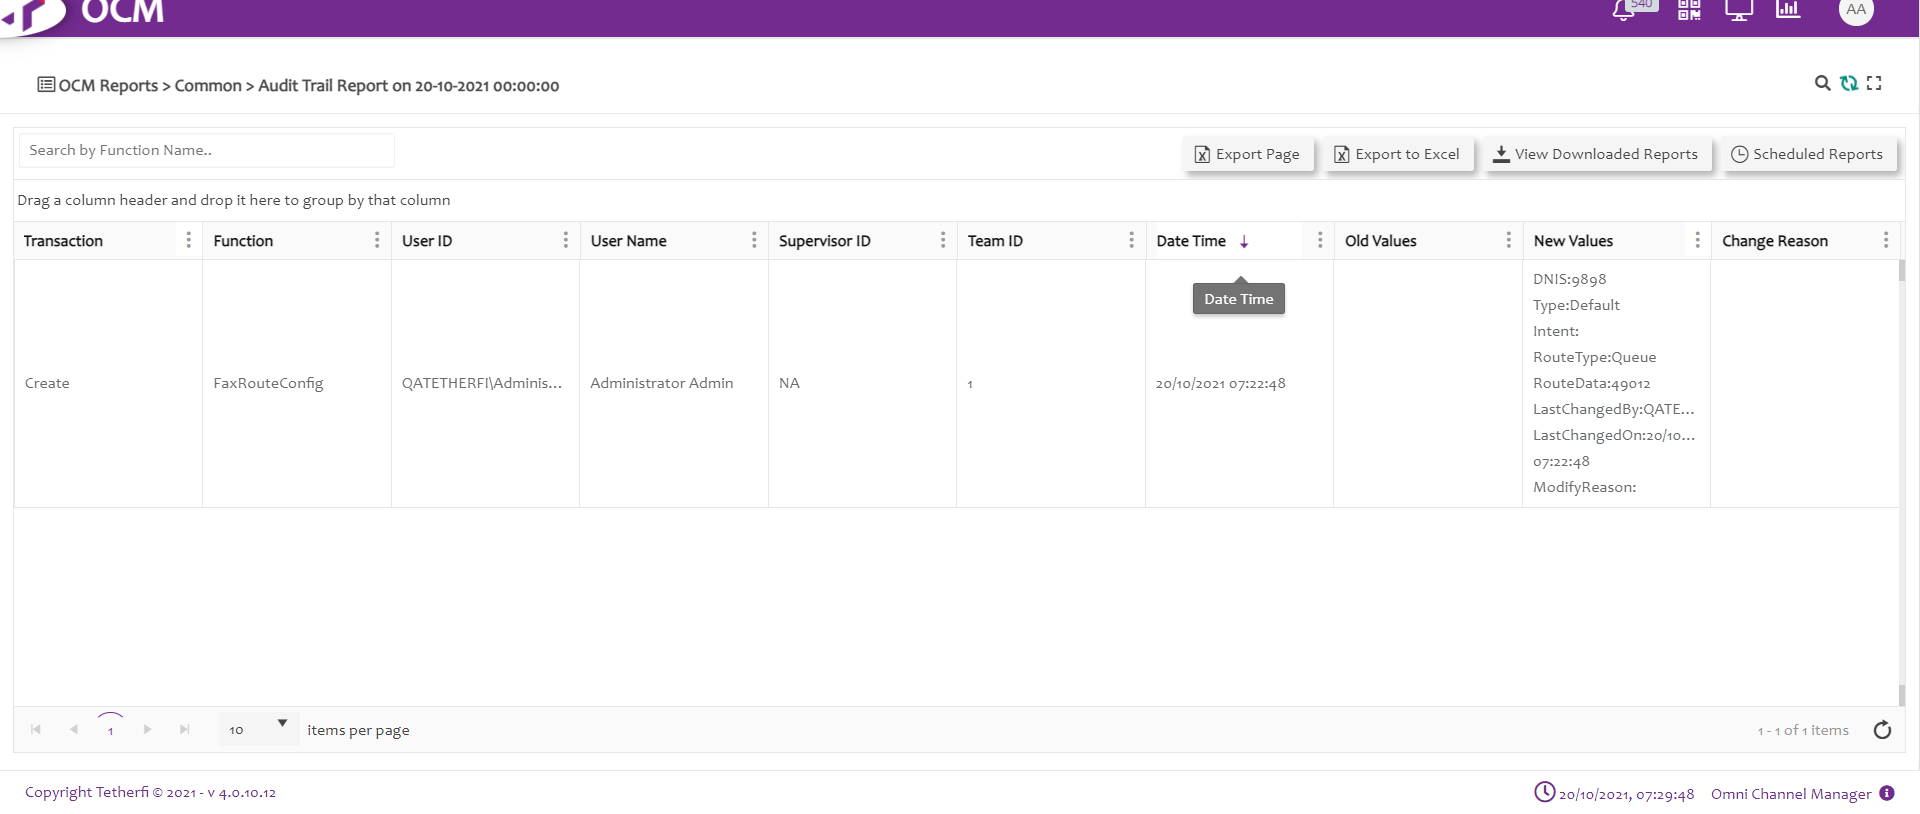 OCM
540
AA
OCM Reports > Common > Audit Trail Report on 20-10-2021 00:00:00
Search by Function Name..
Export Page
Export to Excel
View Downloaded Reports
Scheduled Reports
Drag a column header and drop it here to group by that column
Transaction
Function
User ID
User Name
Supervisor ID
Team ID
Date Time
Old Values
New Values
Change Reason
Date Time
Create
FaxRouteConfig
QATETHERFI\Adminis...
Administrator Admin
NA
1
20/10/2021 07:22:48
DNIS:9898
Type:Default
Intent:
RouteType:Queue
RouteData:49012
LastChangedBy:QATE...
LastChangedOn:20/10...
07:22:48
ModifyReason:
1
10
items per page
1 - 1 of 1 items
Copyright Tetherfi © 2021 - v 4.0.10.12
20/10/2021, 07:29:48
Omni Channel Manager